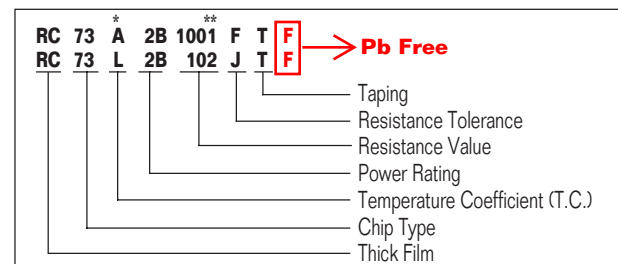 * **
RC 73 A 2B 1001 F T F
Pb Free
RC 73 L 2B 102 J T F
Taping
Resistance Tolerance
Resistance Value
Power Rating
Temperature Coefficient (T.C.)
Chip Type
Thick Film